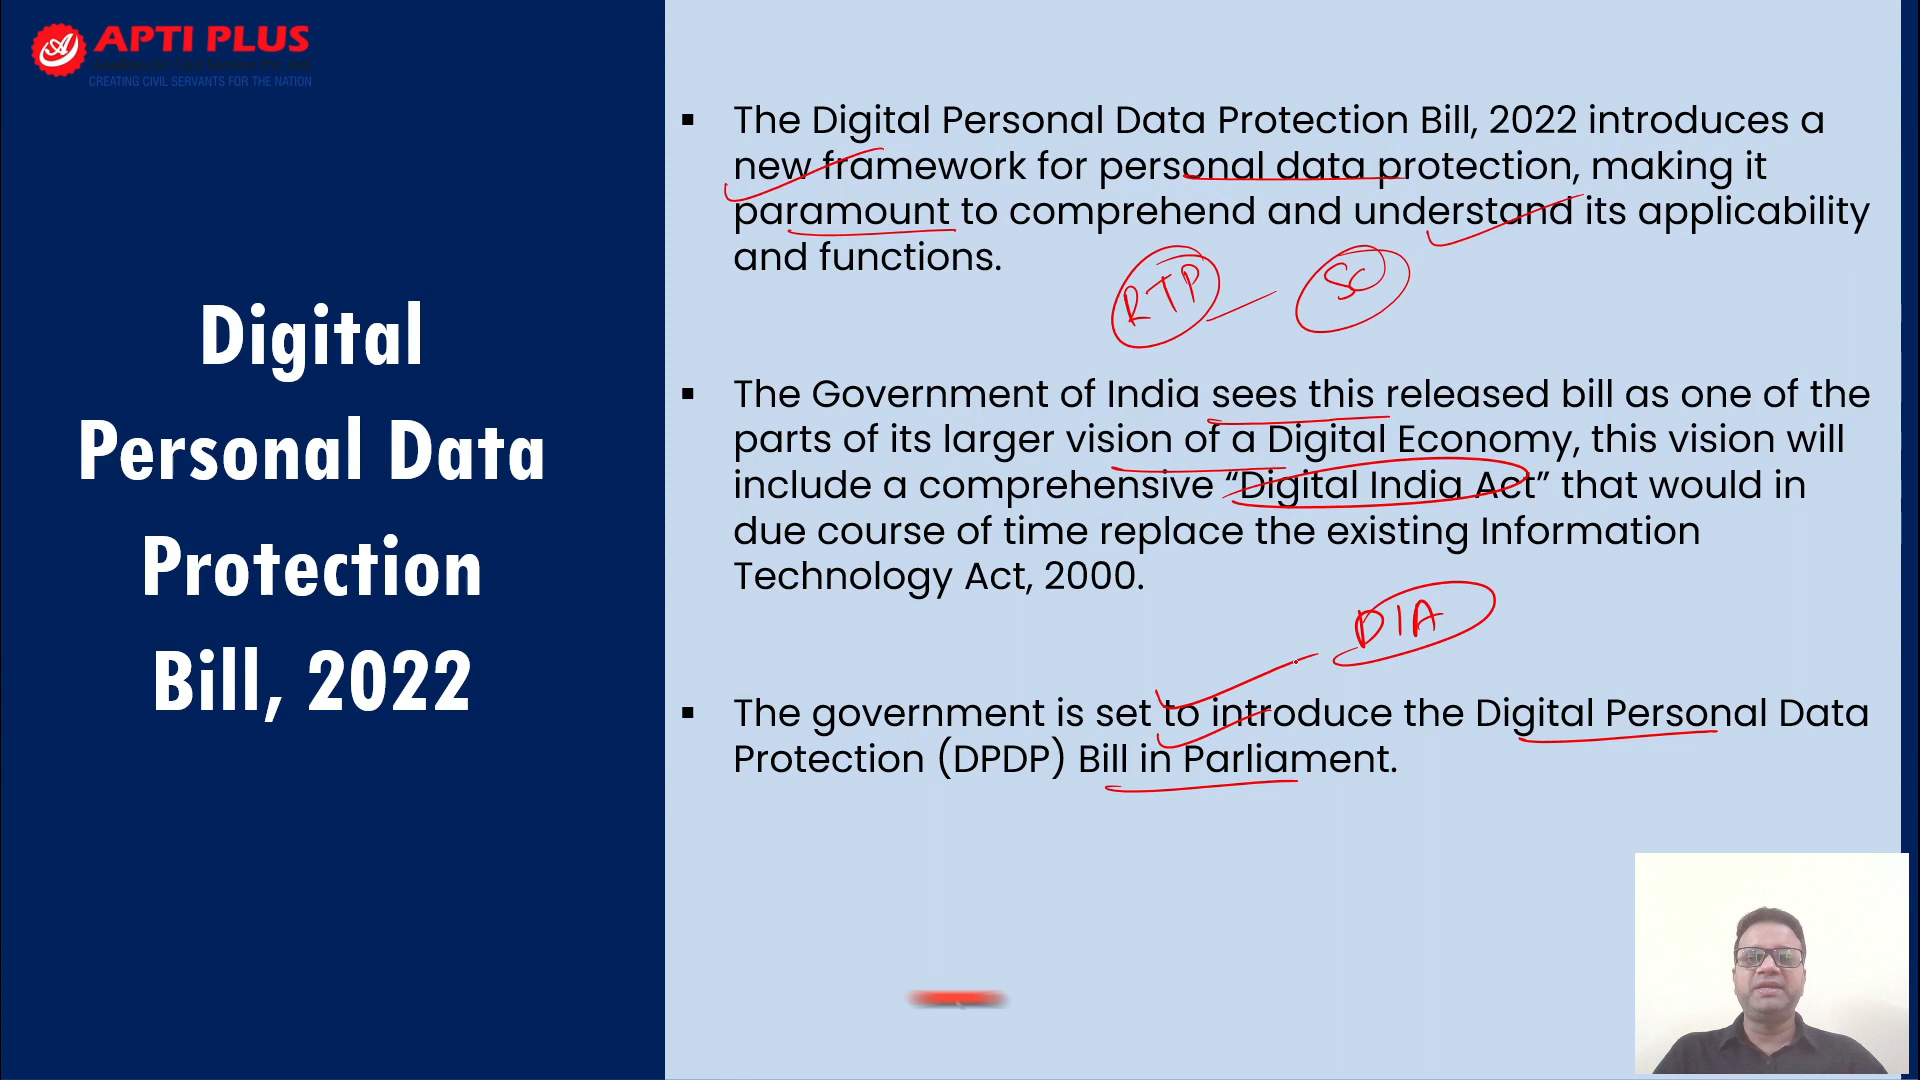 APTI PLUS
CREATING CIVIL SERVANTS FOR THE NATION
Digital
Personal Data
Protection
Bill, 2022
▪ The Digital Personal Data Protection Bill, 2022 introduces a
new framework for personal data protection, making it
paramount to comprehend and understand its applicability
and functions.
RTP SC
▪ The Government of India sees this released bill as one of the
parts of its larger vision of a Digital Economy, this vision will
include a comprehensive “Digital India Act” that would in
due course of time replace the existing Information
Technology Act, 2000.
DIA
▪ The government is set to introduce the Digital Personal Data
Protection (DPDP) Bill in Parliament.